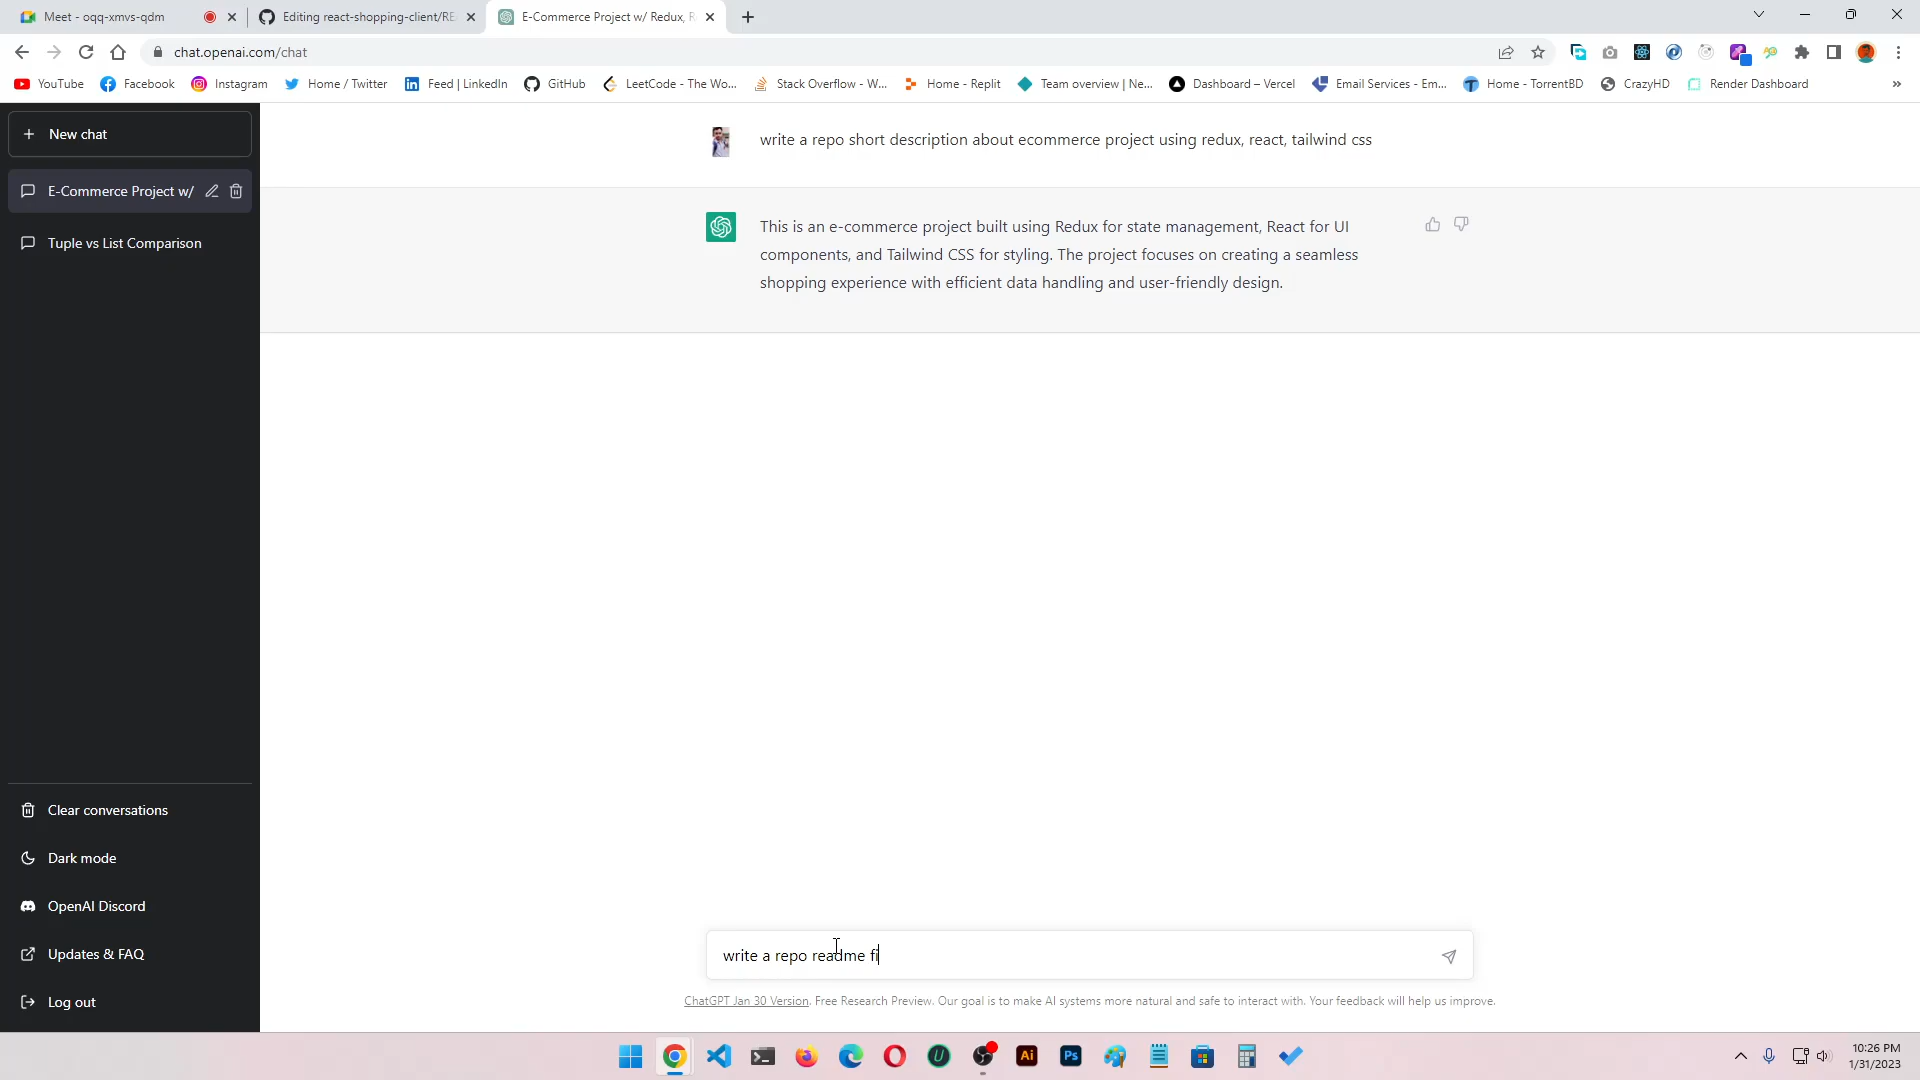 Meet - oqq-xmvs-qdm
Editing react-shopping-client/RE
E-Commerce Project w/ Redux, R
chat.openai.com/chat
YouTube
Facebook
Instagram
Home / Twitter
Feed | LinkedIn
GitHub
LeetCode - The Wo...
Stack Overflow - W...
Home - Replit
Team overview | Ne...
Dashboard – Vercel
Email Services - Em...
Home - TorrentBD
CrazyHD
Render Dashboard
»
New chat
E-Commerce Project w/
Tuple vs List Comparison
write a repo short description about ecommerce project using redux, react, tailwind css
This is an e-commerce project built using Redux for state management, React for UI
components, and Tailwind CSS for styling. The project focuses on creating a seamless
shopping experience with efficient data handling and user-friendly design.
Clear conversations
Dark mode
OpenAI Discord
Updates & FAQ
Log out
write a repo readme fi
ChatGPT Jan 30 Version. Free Research Preview. Our goal is to make AI systems more natural and safe to interact with. Your feedback will help us improve.
Ai
Ps
10:26 PM
1/31/2023